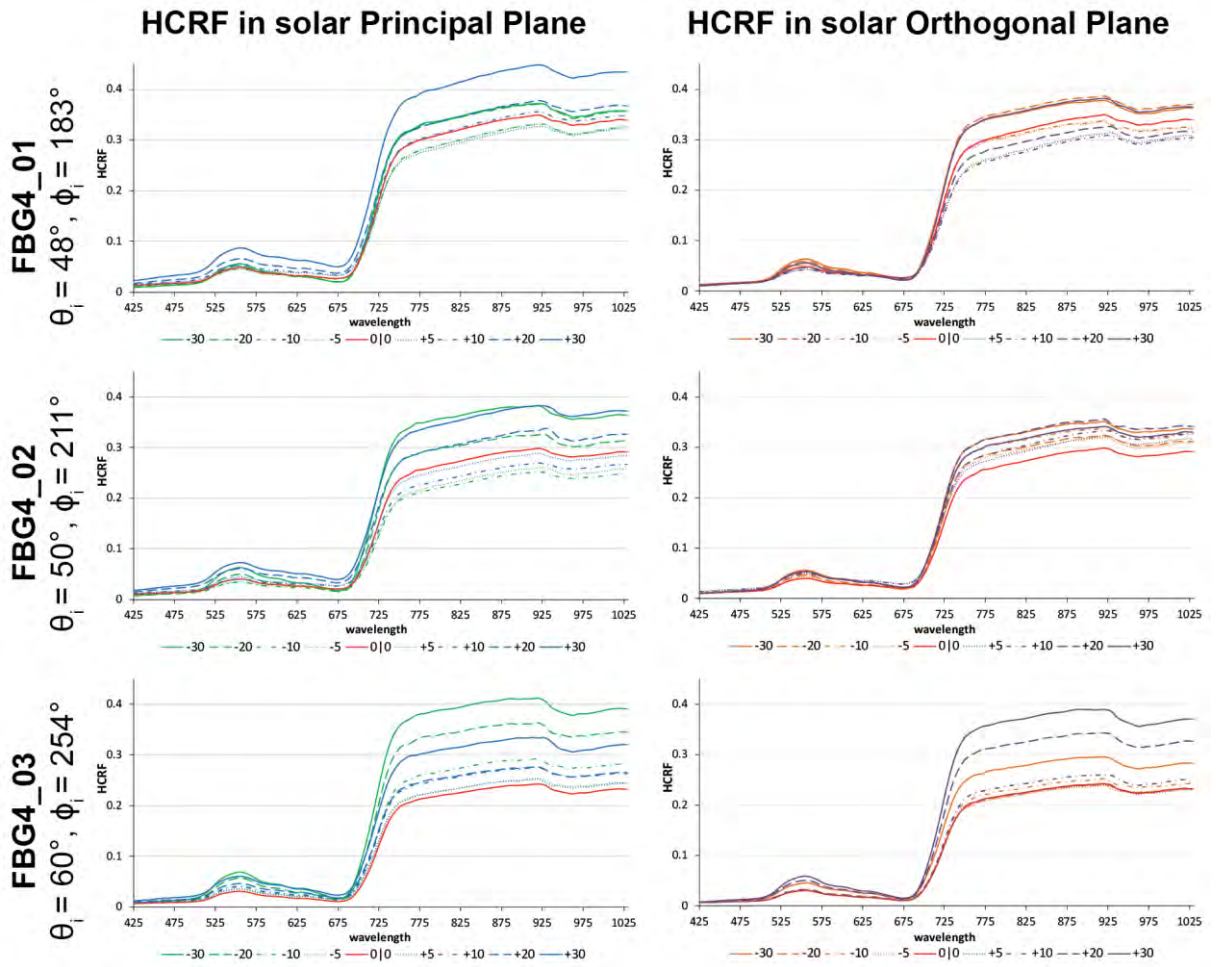 HCRF in solar Principal Plane
HCRF in solar Orthogonal Plane
FBG4_01
θi = 48°, ϕi = 183°
HCRF
0.4
0.3
0.2
0.1
0
425 475 525 575 625 675 725 775 825 875 925 975 1025
wavelength
-30 -20 -10 -5 0|0 +5 +10 +20 +30
HCRF
0.4
0.3
0.2
0.1
0
425 475 525 575 625 675 725 775 825 875 925 975 1025
wavelength
-30 -20 -10 -5 0|0 +5 +10 +20 +30
FBG4_02
θi = 50°, ϕi = 211°
HCRF
0.4
0.3
0.2
0.1
0
425 475 525 575 625 675 725 775 825 875 925 975 1025
wavelength
-30 -20 -10 -5 0|0 +5 +10 +20 +30
HCRF
0.4
0.3
0.2
0.1
0
425 475 525 575 625 675 725 775 825 875 925 975 1025
wavelength
-30 -20 -10 -5 0|0 +5 +10 +20 +30
FBG4_03
θi = 60°, ϕi = 254°
HCRF
0.4
0.3
0.2
0.1
0
425 475 525 575 625 675 725 775 825 875 925 975 1025
wavelength
-30 -20 -10 -5 0|0 +5 +10 +20 +30
HCRF
0.4
0.3
0.2
0.1
0
425 475 525 575 625 675 725 775 825 875 925 975 1025
wavelength
-30 -20 -10 -5 0|0 +5 +10 +20 +30